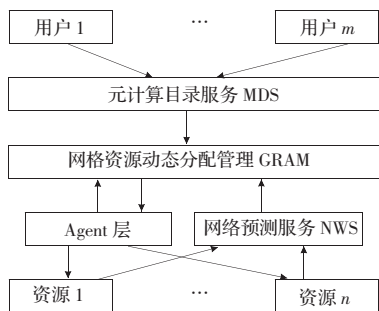 用户 1 … 用户 m
元计算目录服务 MDS
网格资源动态分配管理 GRAM
Agent 层 网络预测服务 NWS
资源 1 … 资源 n